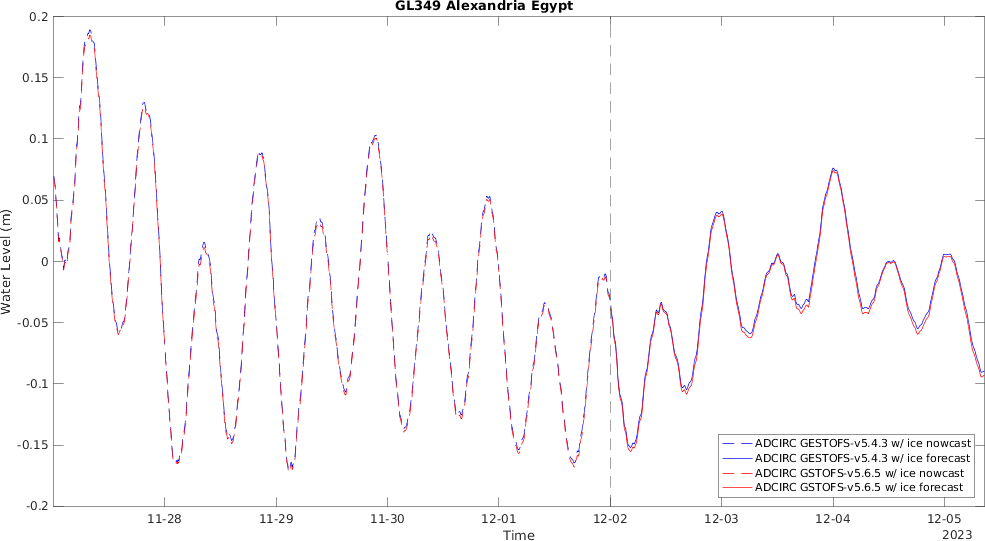 GL349 Alexandria Egypt
Water Level (m)
0.2
0.15
0.1
0.05
0
-0.05
-0.1
-0.15
-0.2
ADCIRC GESTOFS-v5.4.3 w/ ice nowcast
ADCIRC GESTOFS-v5.4.3 w/ ice forecast
ADCIRC GSTOFS-v5.6.5 w/ ice nowcast
ADCIRC GSTOFS-v5.6.5 w/ ice forecast
11-28 11-29 11-30 12-01 12-02 12-03 12-04 12-05
Time
2023